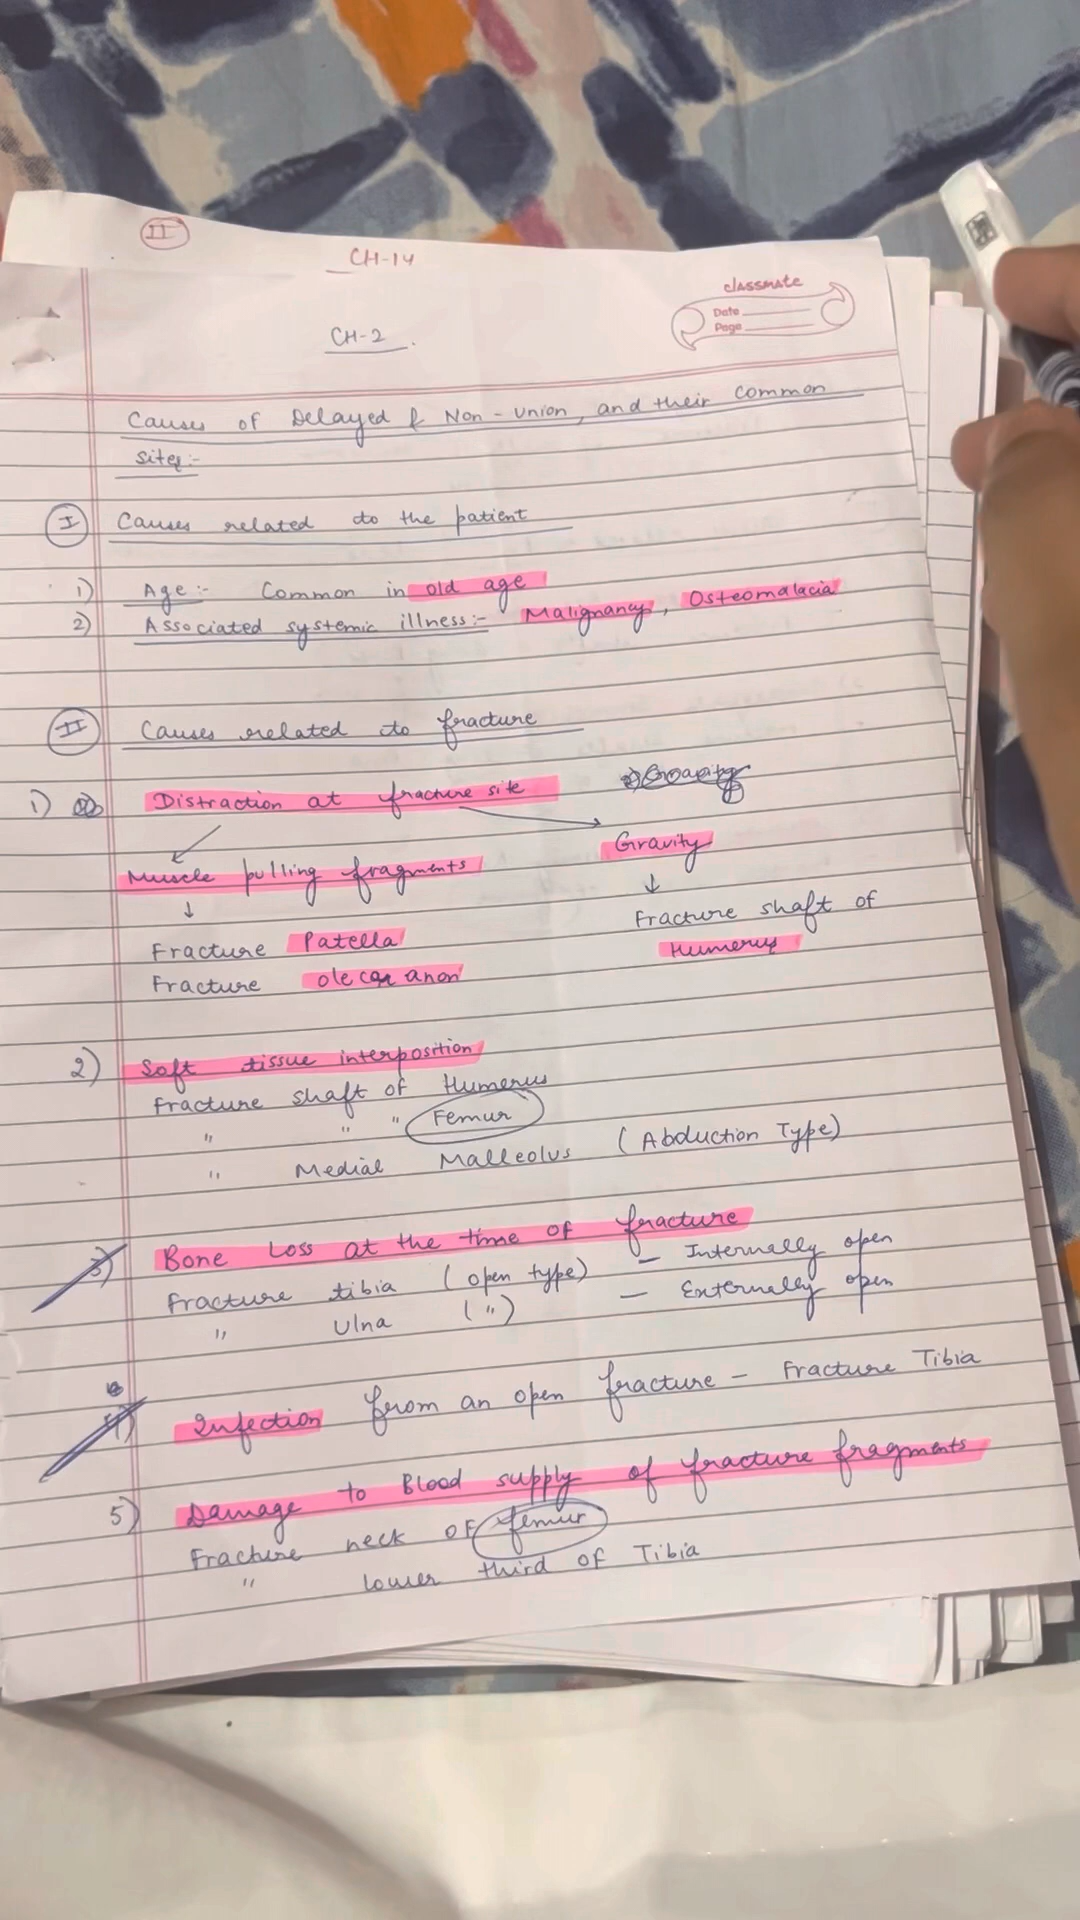 II
CH-14
classmate
Date
Page
CH-2
Causes of Delayed & Non-union, and their common
sites:-
I Causes related to the patient
1) Age:- Common in old age
2) Associated systemic illness:- Malignancy, Osteomalacia
II Causes related to fracture
1) Distraction at fracture site
Muscle pulling fragments
↓
Fracture Patella
Fracture olecranon
Gravity
↓
Fracture shaft of
Humerus
2) Soft tissue interposition
Fracture shaft of Humerus
" " " Femur
" Medial Malleolus (Abduction Type)
3) Bone Loss at the time of fracture
Fracture tibia (open type) - Internally open
" Ulna (") - Externally open
4) Infection from an open fracture - Fracture Tibia
5) Damage to Blood supply of fracture fragments
Fracture neck of femur
" lower third of Tibia